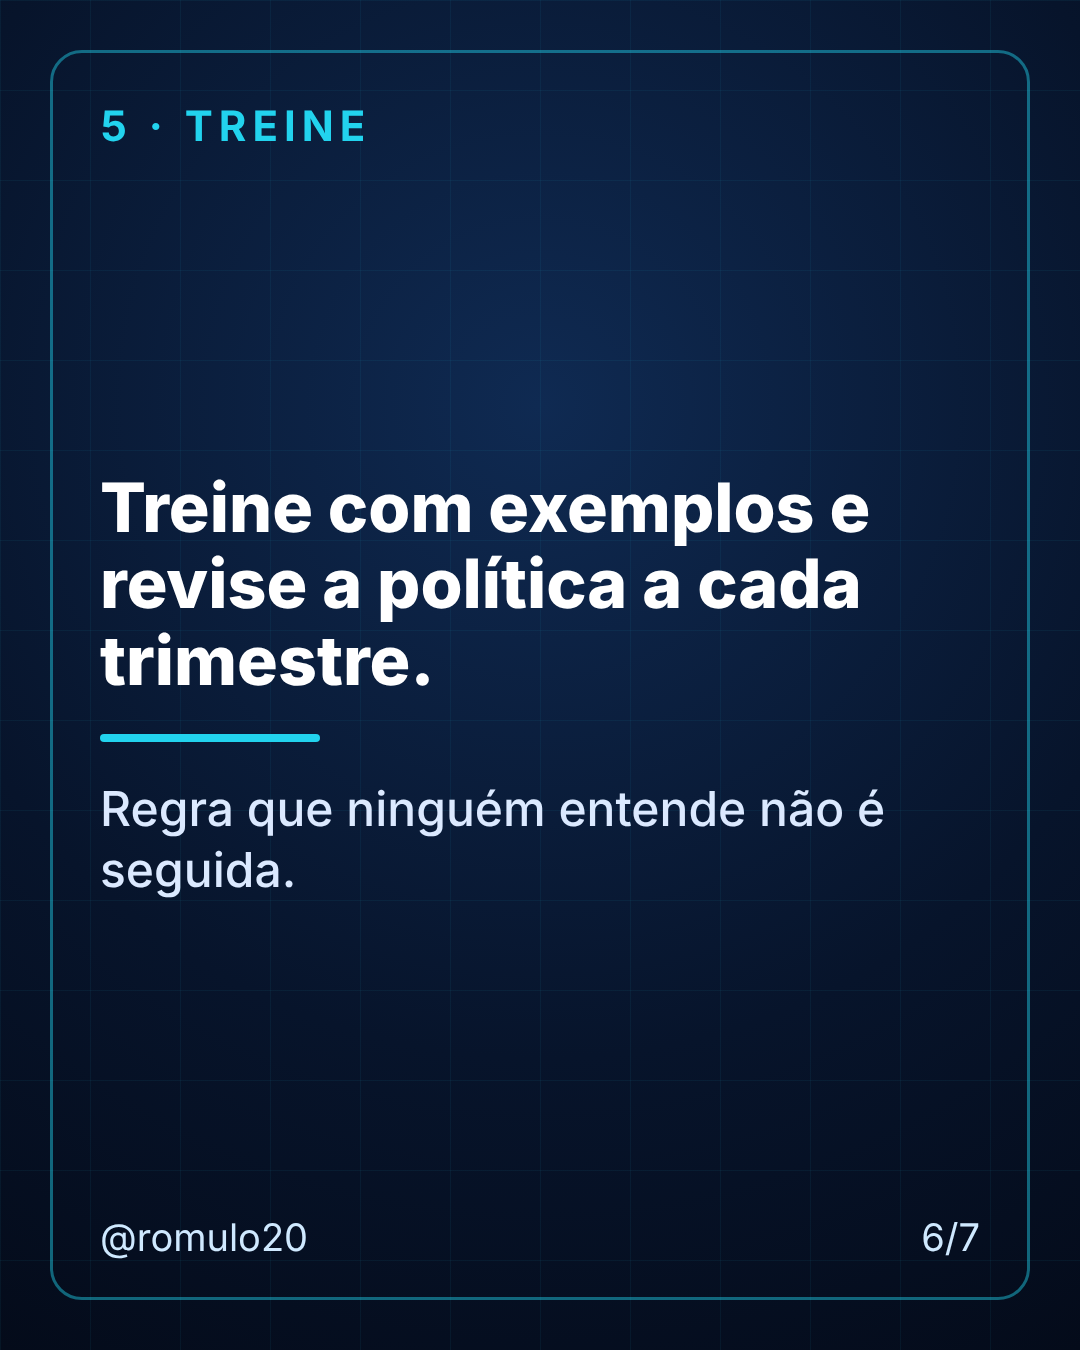 5 · TREINE
Treine com exemplos e
revise a política a cada
trimestre.
Regra que ninguém entende não é
seguida.
@romulo20
6/7